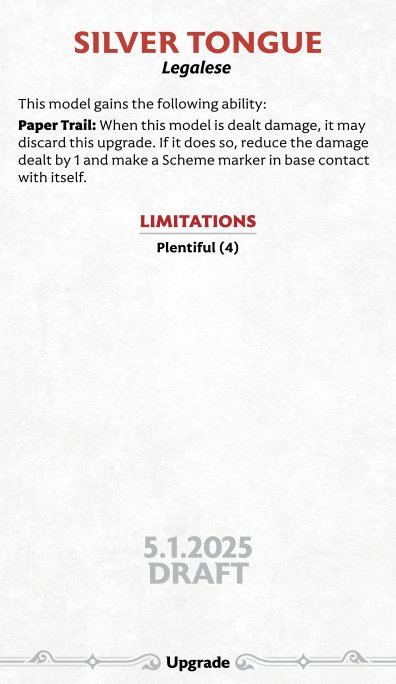 SILVER TONGUE
Legalese
This model gains the following ability:
Paper Trail: When this model is dealt damage, it may
discard this upgrade. If it does so, reduce the damage
dealt by 1 and make a Scheme marker in base contact
with itself.
LIMITATIONS
Plentiful (4)
5.1.2025
DRAFT
Upgrade